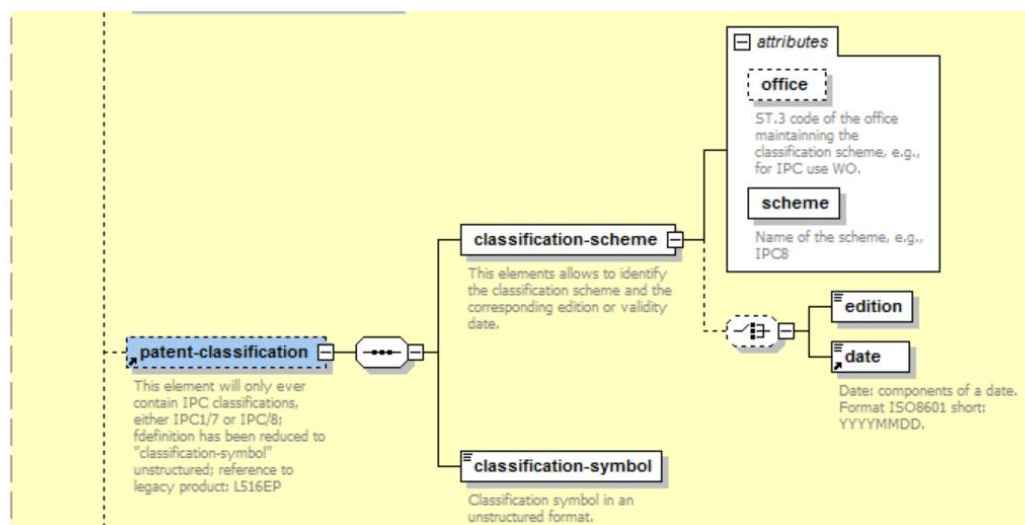 attributes
office
ST.3 code of the office
maintainning the
classification scheme, e.g.,
for IPC use WO.
scheme
Name of the scheme, e.g.,
IPC8
classification-scheme
This elements allows to identify
the classification scheme and the
corresponding edition or validity
date.
edition
date
Date: components of a date.
Format ISO8601 short:
YYYYMMDD.
patent-classification
This element will only ever
contain IPC classifications,
either IPC1/7 or IPC/8;
fdefinition has been reduced to
"classification-symbol"
unstructured; reference to
legacy product: L516EP
classification-symbol
Classification symbol in an
unstructured format.